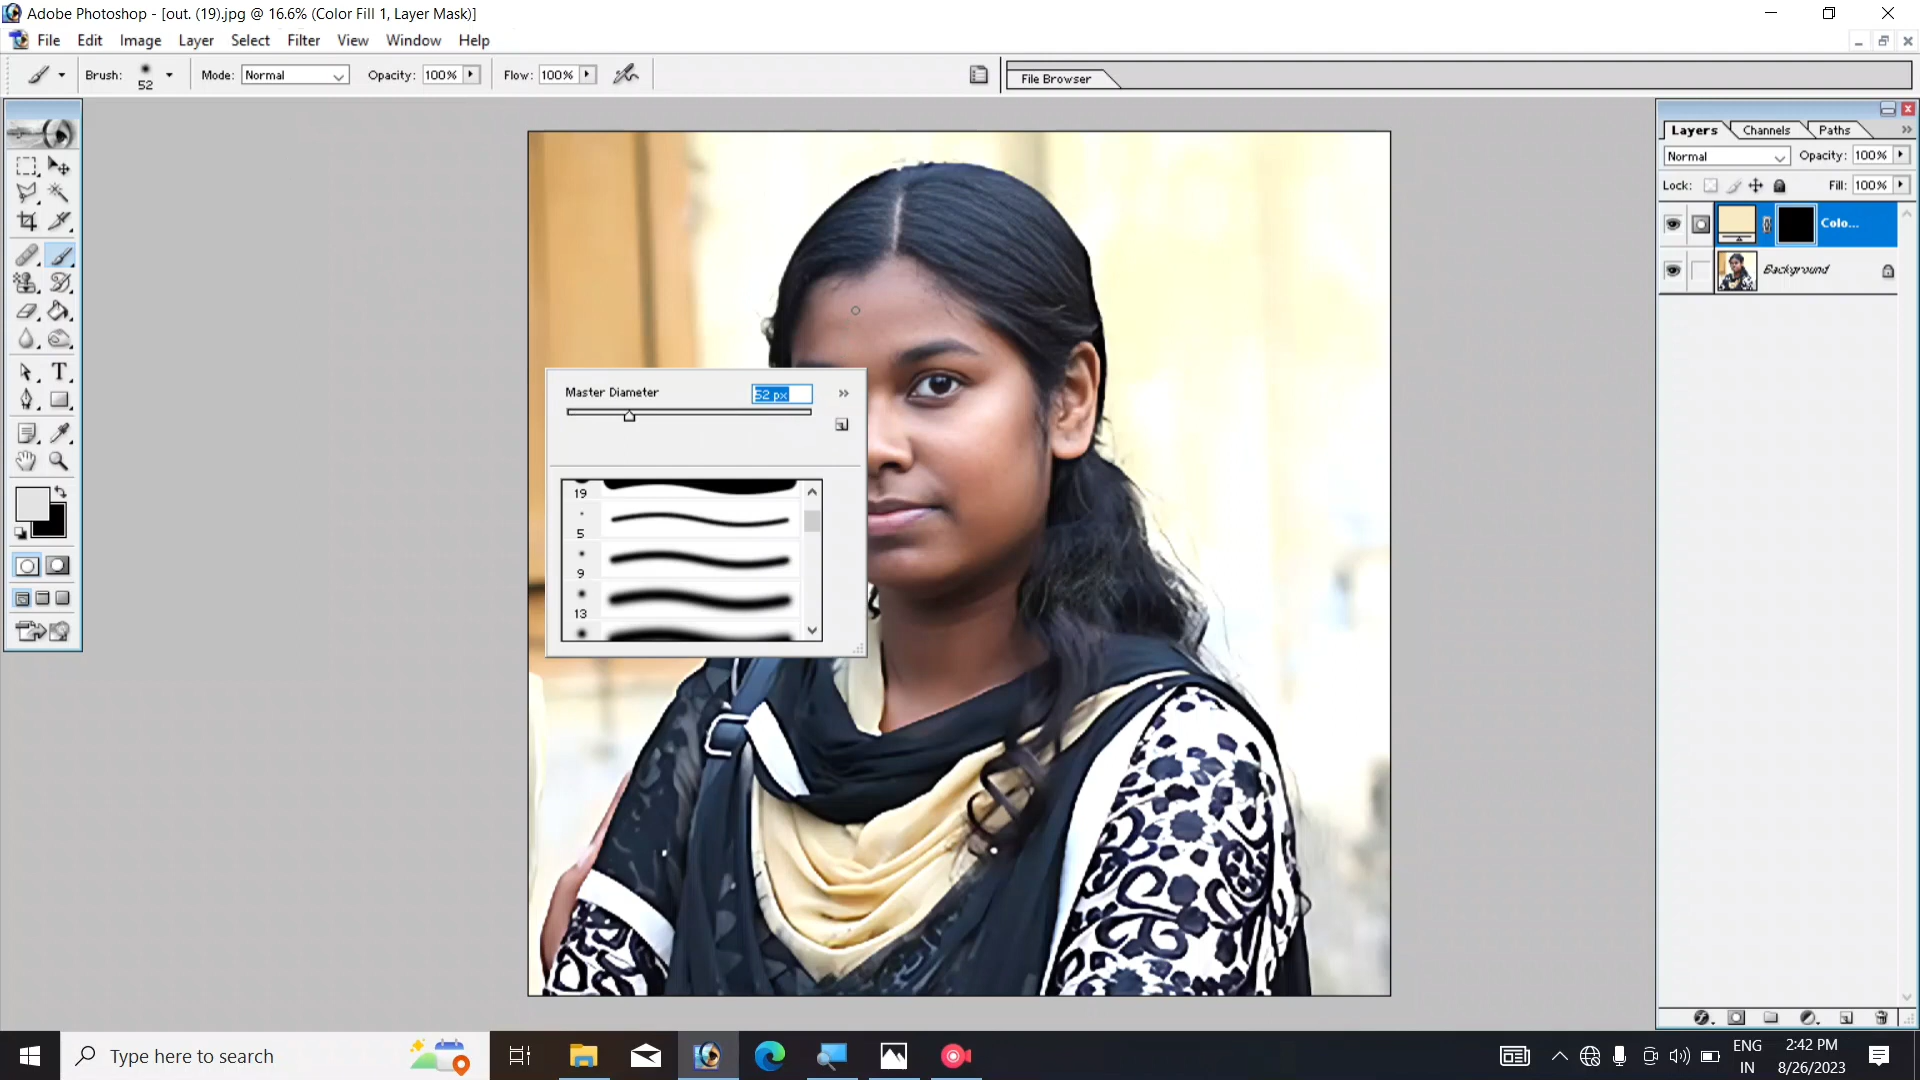 Adobe Photoshop - [out. (19).jpg @ 16.6% (Color Fill 1, Layer Mask)]
File Edit Image Layer Select Filter View Window Help
Brush: 52 Mode: Normal Opacity: 100% Flow: 100% File Browser
Layers Channels Paths
Normal Opacity: 100%
Lock: Fill: 100%
Colo...
Background
Master Diameter 52 px
19
5
9
13
T
Type here to search
ENG
IN
2:42 PM
8/26/2023